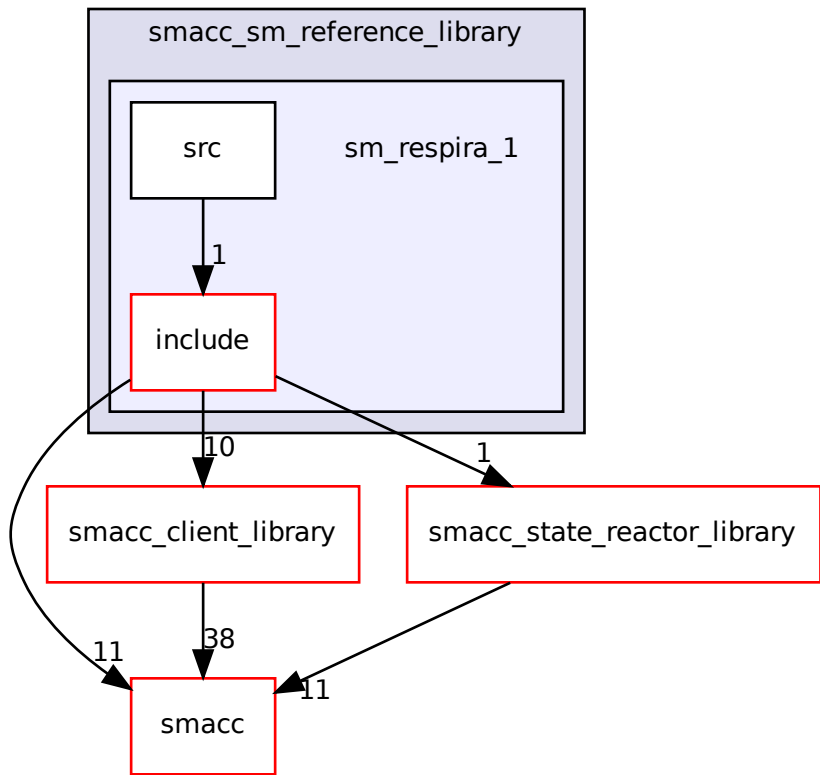 smacc_sm_reference_library
src
sm_respira_1
1
include
10
1
smacc_client_library
smacc_state_reactor_library
38
11
11
smacc